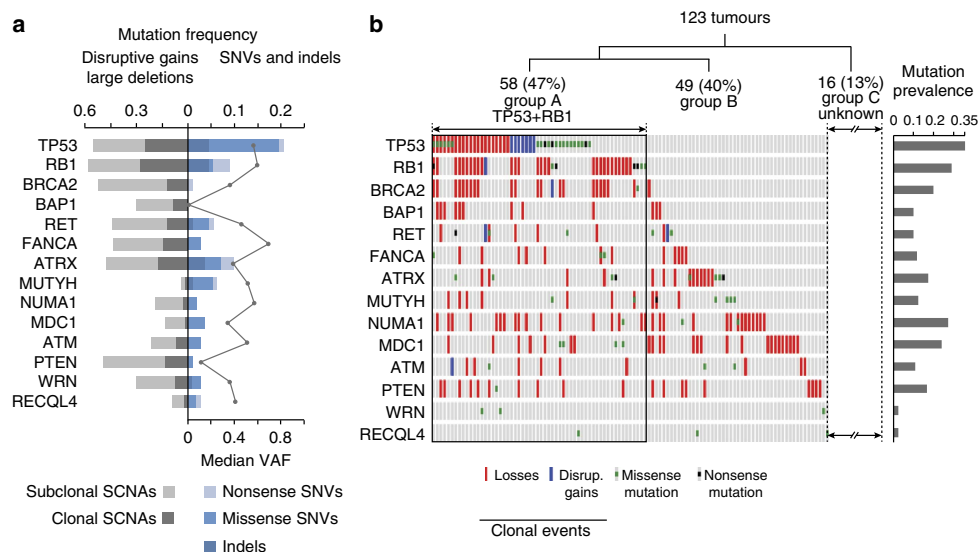 a
Mutation frequency
Disruptive gains
large deletions
SNVs and indels
0.6 0.3 0 0 0.1 0.2
TP53
RB1
BRCA2
BAP1
RET
FANCA
ATRX
MUTYH
NUMA1
MDC1
ATM
PTEN
WRN
RECQL4
0 0.4 0.8
Median VAF
Subclonal SCNAs
Clonal SCNAs
Nonsense SNVs
Missense SNVs
Indels
b
123 tumours
58 (47%)
group A
TP53+RB1
49 (40%)
group B
16 (13%)
group C
unknown
Mutation
prevalence
0 0.1 0.2 0.35
TP53
RB1
BRCA2
BAP1
RET
FANCA
ATRX
MUTYH
NUMA1
MDC1
ATM
PTEN
WRN
RECQL4
Losses
Disrup.
gains
Missense
mutation
Nonsense
mutation
Clonal events